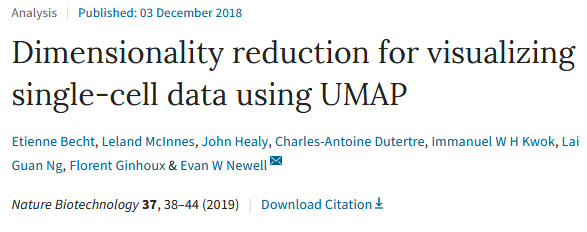 Analysis | Published: 03 December 2018
Dimensionality reduction for visualizing
single-cell data using UMAP
Etienne Becht, Leland McInnes, John Healy, Charles-Antoine Dutertre, Immanuel W H Kwok, Lai
Guan Ng, Florent Ginhoux & Evan W Newell
Nature Biotechnology 37, 38–44 (2019) | Download Citation